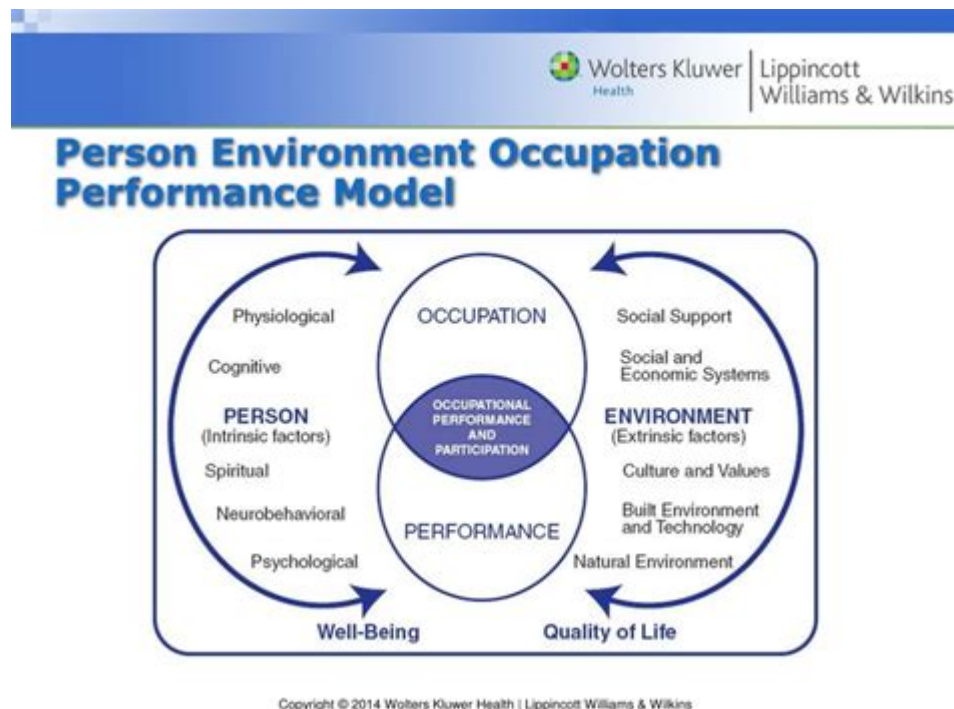 Wolters Kluwer
Health
Lippincott
Williams & Wilkins
Person Environment Occupation
Performance Model
Physiological
Cognitive
PERSON
(Intrinsic factors)
Spiritual
Neurobehavioral
Psychological
OCCUPATION
OCCUPATIONAL
PERFORMANCE
AND
PARTICIPATION
PERFORMANCE
Social Support
Social and
Economic Systems
ENVIRONMENT
(Extrinsic factors)
Culture and Values
Built Environment
and Technology
Natural Environment
Well-Being
Quality of Life
Copyright © 2014 Wolters Kluwer Health | Lippincott Williams & Wilkins